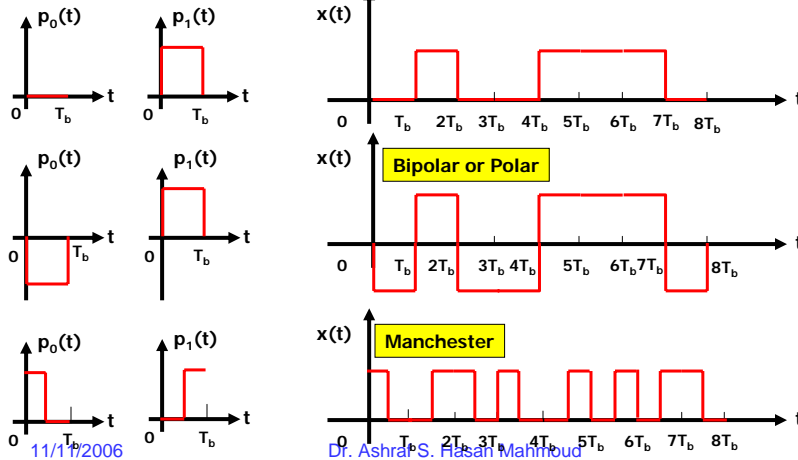 p0(t) p1(t) x(t)
t t t
0 Tb 0 Tb 0 Tb 2Tb 3Tb 4Tb 5Tb 6Tb 7Tb 8Tb
p0(t) p1(t) x(t) Bipolar or Polar
t t t
0 Tb 0 Tb 0 Tb 2Tb 3Tb 4Tb 5Tb 6Tb 7Tb 8Tb
p0(t) p1(t) x(t) Manchester
t t t
0 Tb 0 Tb 0 Tb 2Tb 3Tb 4Tb 5Tb 6Tb 7Tb 8Tb
11/11/2006 Dr. Ashraf S. Hasan Mahmoud